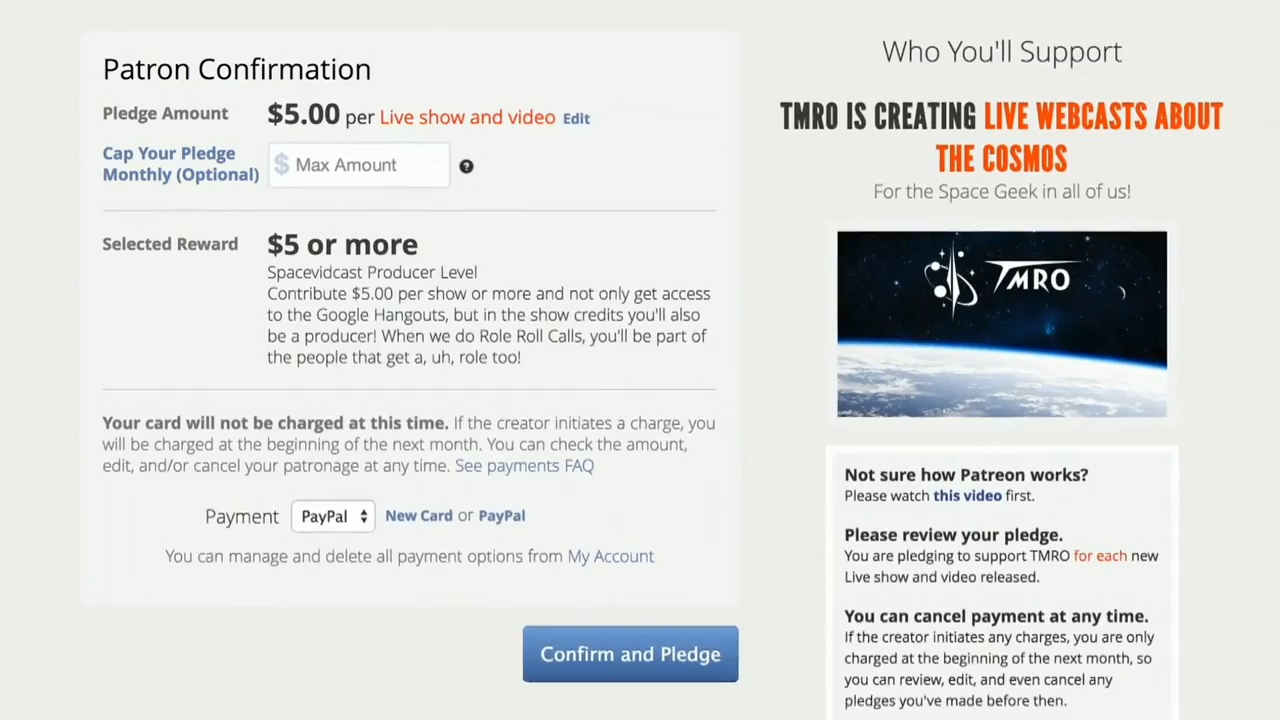 Patron Confirmation
Pledge Amount $5.00 per Live show and video Edit
Cap Your Pledge
Monthly (Optional) $ Max Amount ?
Selected Reward $5 or more
Spacevidcast Producer Level
Contribute $5.00 per show or more and not only get access
to the Google Hangouts, but in the show credits you'll also
be a producer! When we do Role Roll Calls, you'll be part of
the people that get a, uh, role too!
Your card will not be charged at this time. If the creator initiates a charge, you
will be charged at the beginning of the next month. You can check the amount,
edit, and/or cancel your patronage at any time. See payments FAQ
Payment PayPal New Card or PayPal
You can manage and delete all payment options from My Account
Confirm and Pledge
Who You'll Support
TMRO IS CREATING LIVE WEBCASTS ABOUT
THE COSMOS
For the Space Geek in all of us!
TMRO
Not sure how Patreon works?
Please watch this video first.
Please review your pledge.
You are pledging to support TMRO for each new
Live show and video released.
You can cancel payment at any time.
If the creator initiates any charges, you are only
charged at the beginning of the next month, so
you can review, edit, and even cancel any
pledges you've made before then.